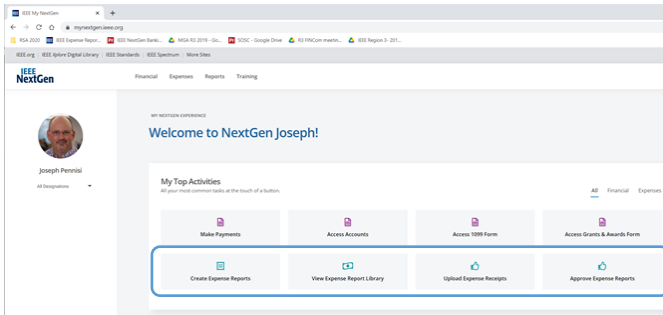 IEEE My NextGen
mynextgen.ieee.org
RSA 2020 IEEE Expense Repor... IEEE NextGen Banki... MGA R3 2019 - Go... SOSC - Google Drive R3 FINCom meetin... IEEE Region 3- 201...
IEEE.org | IEEE Xplore Digital Library | IEEE Standards | IEEE Spectrum | More Sites
IEEE
NextGen
Financial Expenses Reports Training
MY NEXTGEN EXPERIENCE
Welcome to NextGen Joseph!
Joseph Pennisi
All Designations
My Top Activities
All your most common tasks at the touch of a button.
All Financial Expenses
Make Payments Access Accounts Access 1099 Form Access Grants & Awards Form
Create Expense Reports View Expense Report Library Upload Expense Receipts Approve Expense Reports